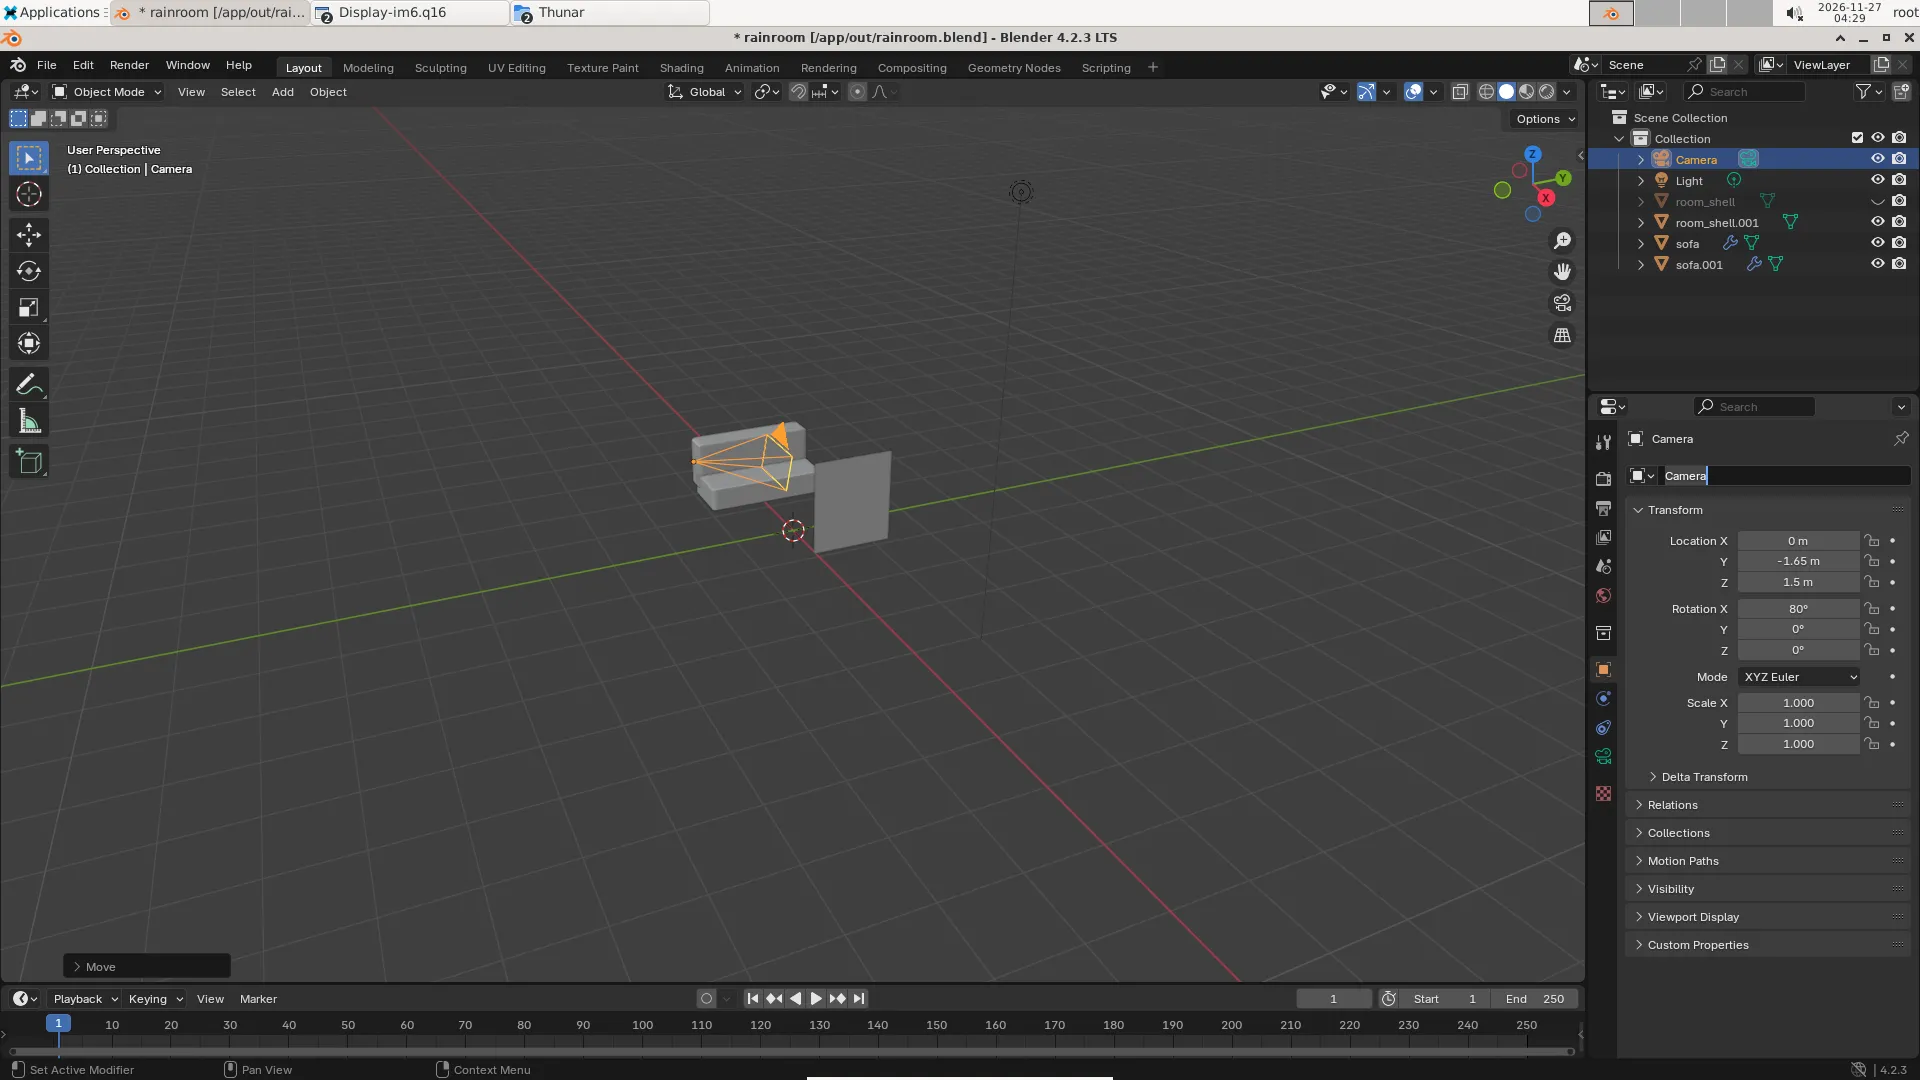 Applications
* rainroom [/app/out/rai...
2
Display-im6.q16
2
Thunar
2026-11-27
04:29
root
* rainroom [/app/out/rainroom.blend] - Blender 4.2.3 LTS
File
Edit
Render
Window
Help
Layout
Modeling
Sculpting
UV Editing
Texture Paint
Shading
Animation
Rendering
Compositing
Geometry Nodes
Scripting
Scene
ViewLayer
Object Mode
View
Select
Add
Object
Global
Search
Options
User Perspective
(1) Collection | Camera
Z
Y
X
Scene Collection
Collection
Camera
Light
room_shell
room_shell.001
sofa
sofa.001
Search
Camera
Camera
Transform
Location X 0 m
Y -1.65 m
Z 1.5 m
Rotation X 80°
Y 0°
Z 0°
Mode XYZ Euler
Scale X 1.000
Y 1.000
Z 1.000
Delta Transform
Relations
Collections
Motion Paths
Visibility
Viewport Display
Custom Properties
Move
Playback
Keying
View
Marker
1
Start 1
End 250
1 10 20 30 40 50 60 70 80 90 100 110 120 130 140 150 160 170 180 190 200 210 220 230 240 250
Set Active Modifier
Pan View
Context Menu
4.2.3